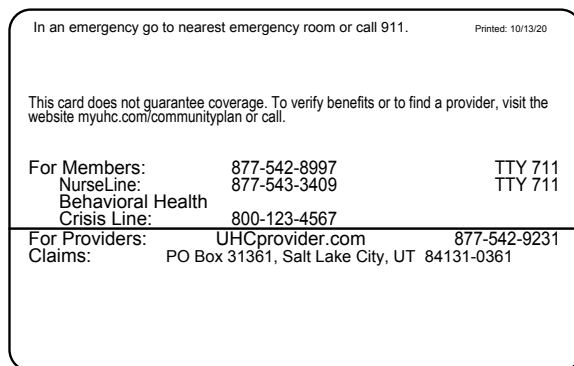 In an emergency go to nearest emergency room or call 911. Printed: 10/13/20
This card does not guarantee coverage. To verify benefits or to find a provider, visit the
website myuhc.com/communityplan or call.
For Members: 877-542-8997 TTY 711
NurseLine: 877-543-3409 TTY 711
Behavioral Health
Crisis Line: 800-123-4567
For Providers: UHCprovider.com 877-542-9231
Claims: PO Box 31361, Salt Lake City, UT 84131-0361